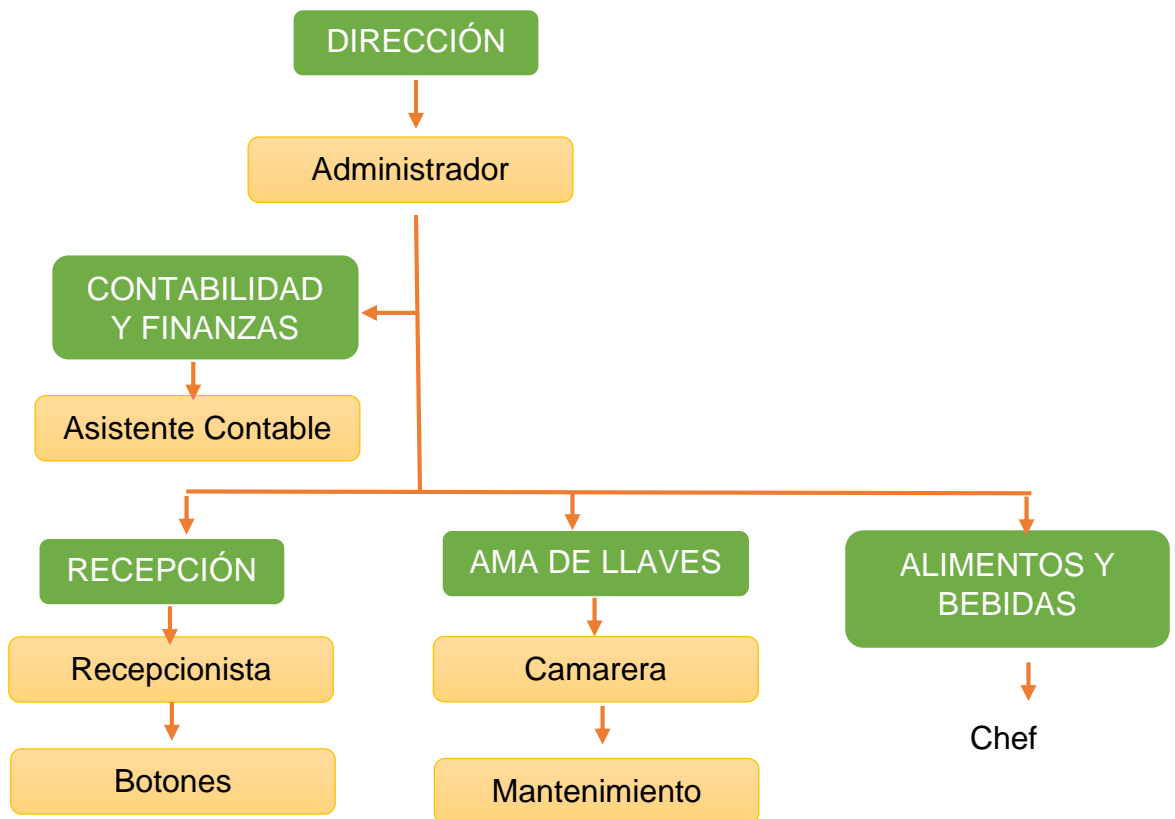 DIRECCIÓN
Administrador
CONTABILIDAD
Y FINANZAS
Asistente Contable
RECEPCIÓN
AMA DE LLAVES
ALIMENTOS Y
BEBIDAS
Recepcionista
Camarera
Chef
Botones
Mantenimiento